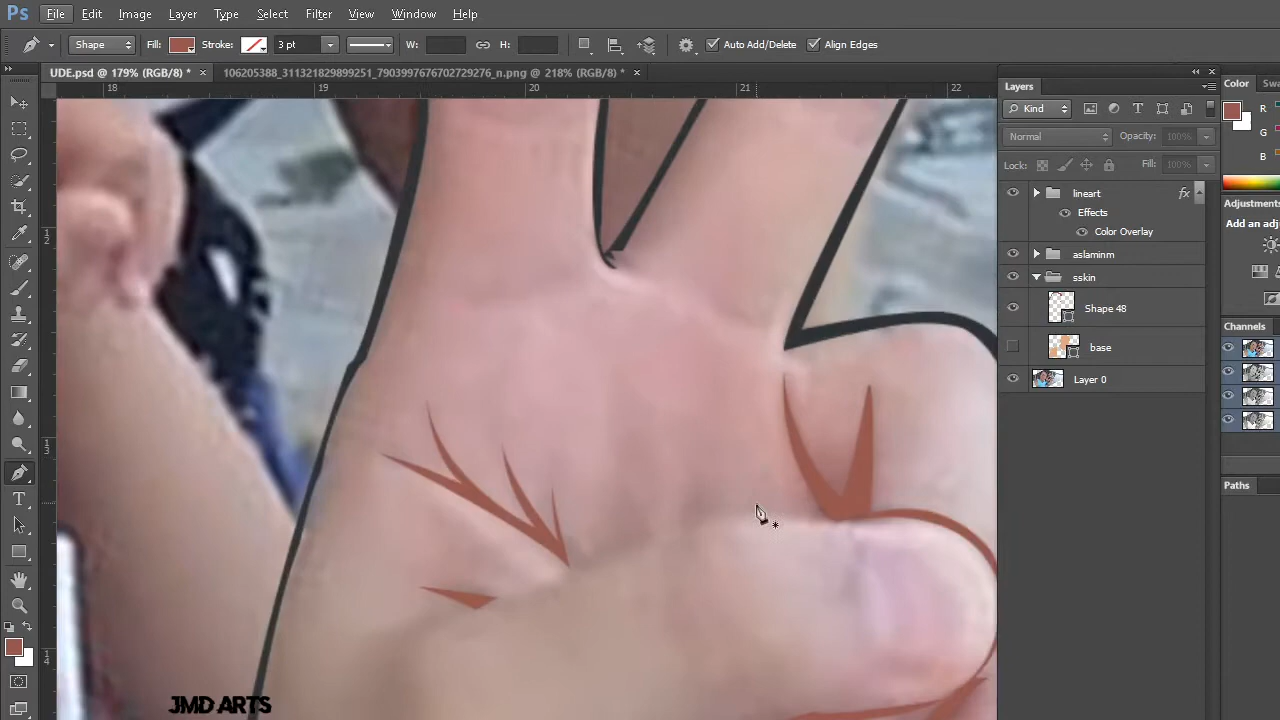 Ps File Edit Image Layer Type Select Filter View Window Help
Shape Fill: Stroke: 3 pt W: H: Auto Add/Delete Align Edges
UDE.psd @ 179% (RGB/8) * × 106205388_311321829899251_7903997676702729276_n.png @ 218% (RGB/8) * ×
18 19 20 21 22
12
13
14
Layers
Kind
Normal Opacity: 100%
Lock: Fill: 100%
lineart fx
Effects
Color Overlay
aslaminm
sskin
Shape 48
base
Layer 0
Color
R
G
B
Adjustments
Add an adj
Channels
Paths
JMD ARTS